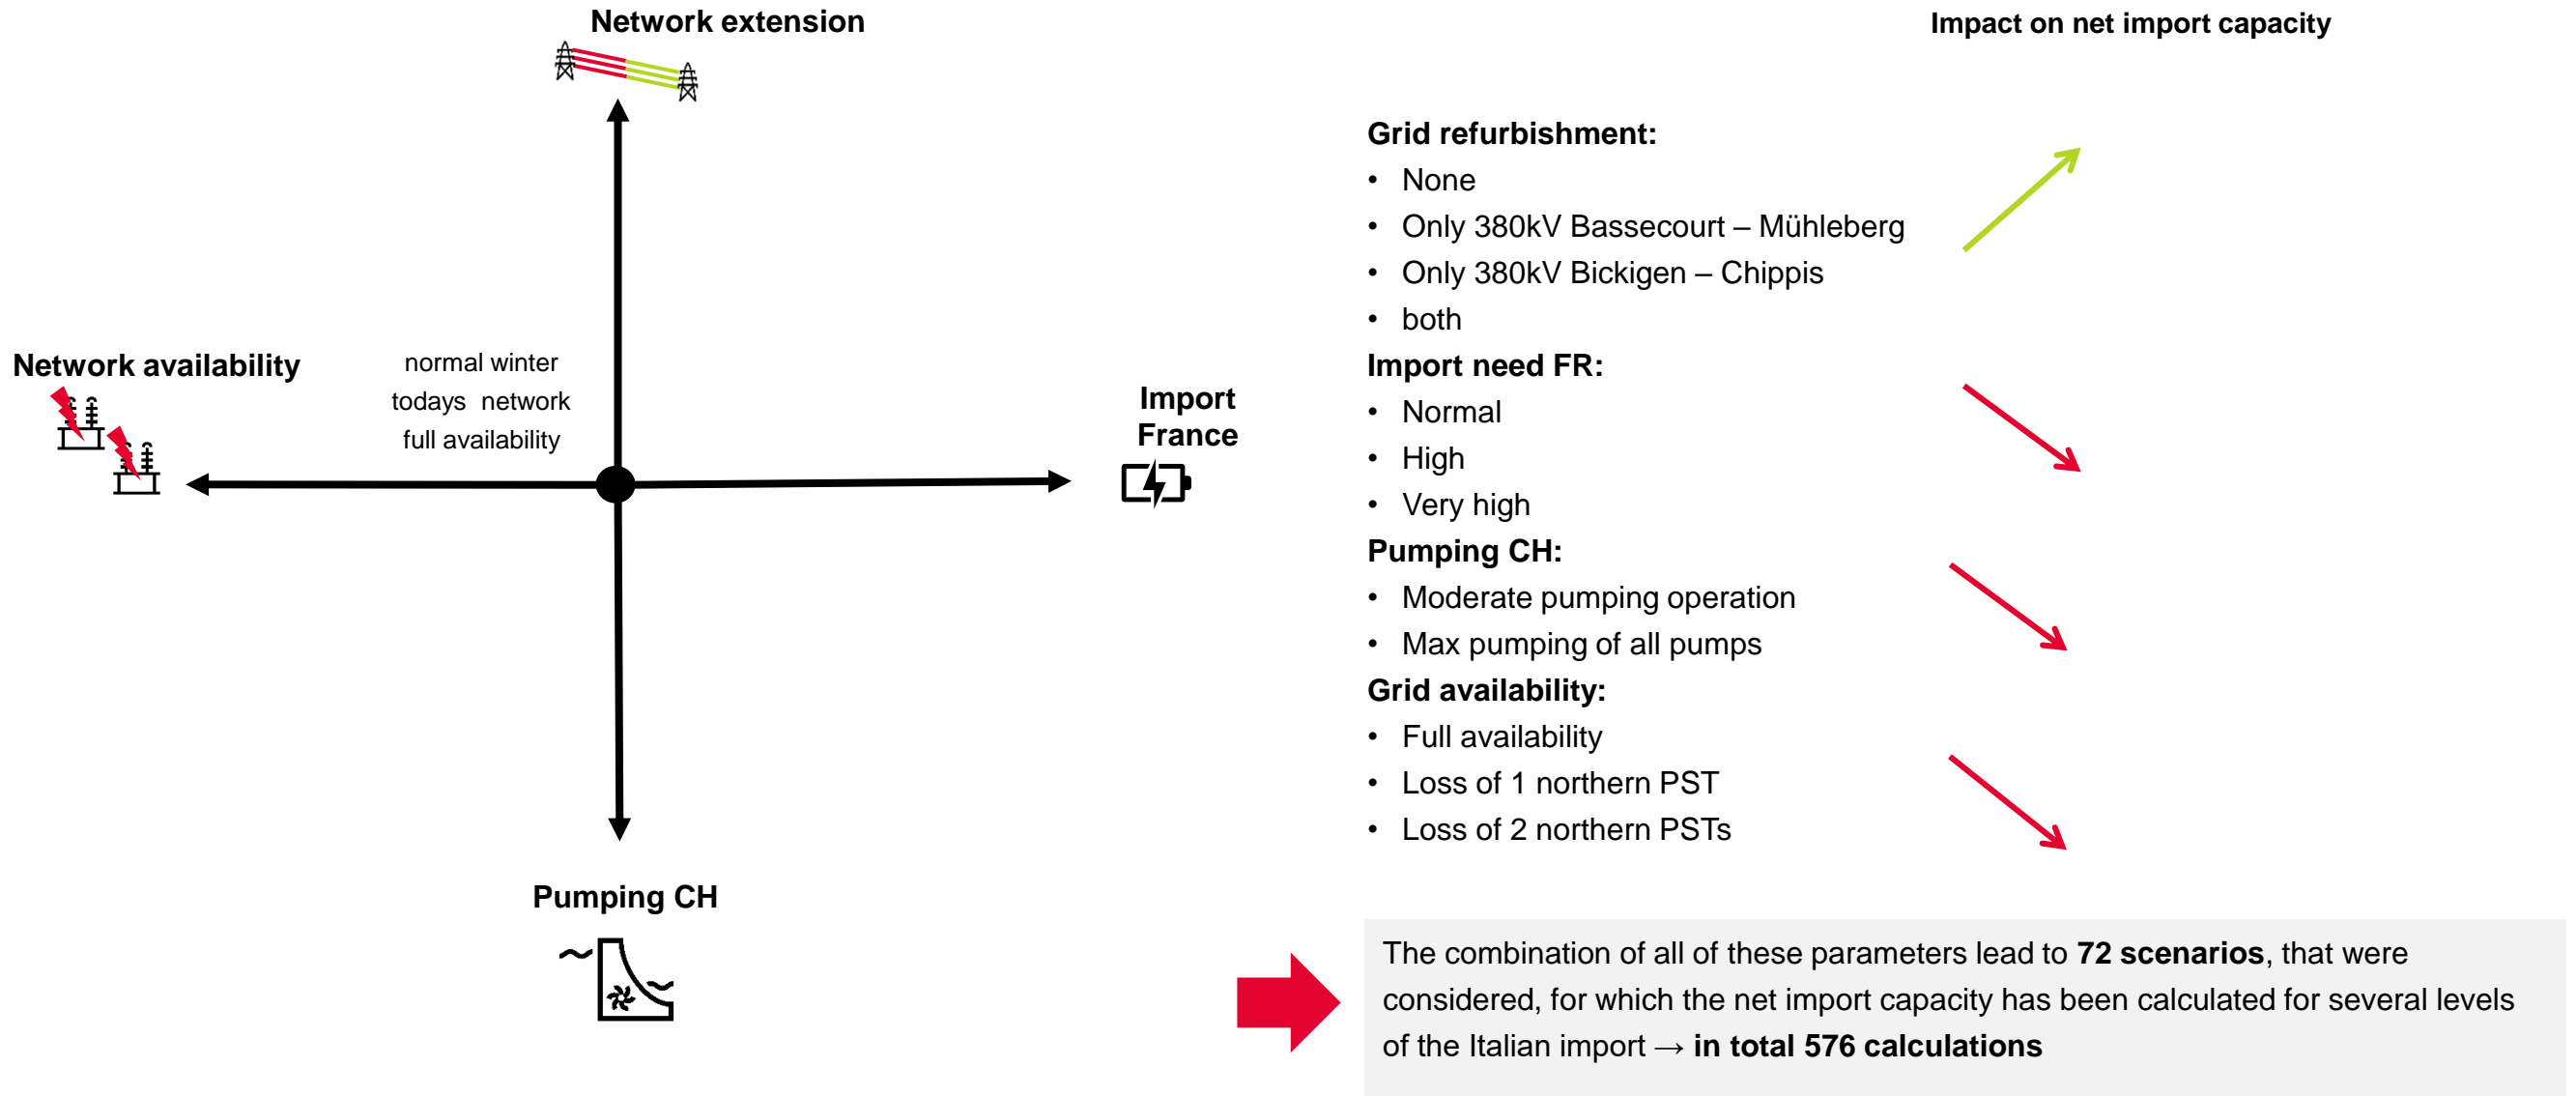 Network extension
Network availability
normal winter
todays network
full availability
Import
France
Pumping CH
Impact on net import capacity
Grid refurbishment:
• None
• Only 380kV Bassecourt – Mühleberg
• Only 380kV Bickigen – Chippis
• both
Import need FR:
• Normal
• High
• Very high
Pumping CH:
• Moderate pumping operation
• Max pumping of all pumps
Grid availability:
• Full availability
• Loss of 1 northern PST
• Loss of 2 northern PSTs
The combination of all of these parameters lead to 72 scenarios, that were
considered, for which the net import capacity has been calculated for several levels
of the Italian import → in total 576 calculations